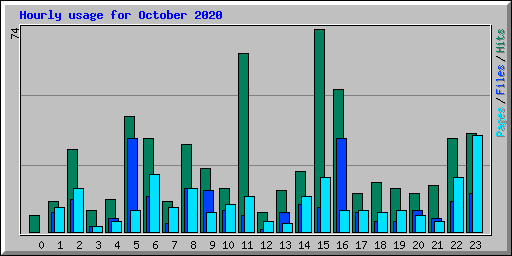 Hourly usage for October 2020
74
Pages/Files/Hits
0 1 2 3 4 5 6 7 8 9 10 11 12 13 14 15 16 17 18 19 20 21 22 23